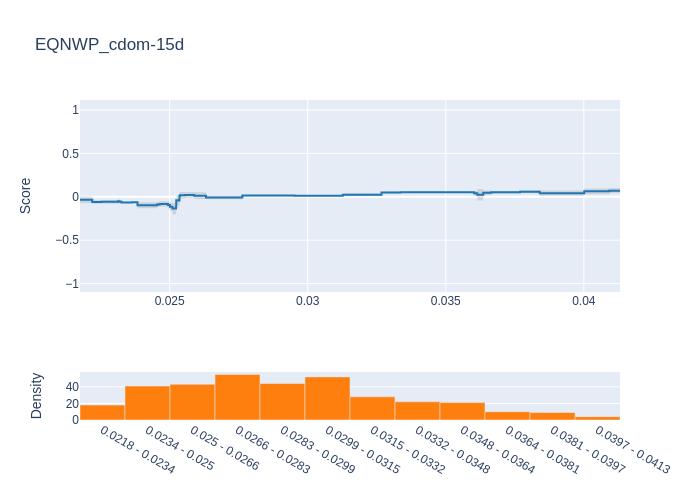 EQNWP_cdom-15d
1
0.5
0
−0.5
−1
Score
0.025
0.03
0.035
0.04
40
20
0
Density
0.0218 - 0.0234
0.0234 - 0.025
0.025 - 0.0266
0.0266 - 0.0283
0.0283 - 0.0299
0.0299 - 0.0315
0.0315 - 0.0332
0.0332 - 0.0348
0.0348 - 0.0364
0.0364 - 0.0381
0.0381 - 0.0397
0.0397 - 0.0413